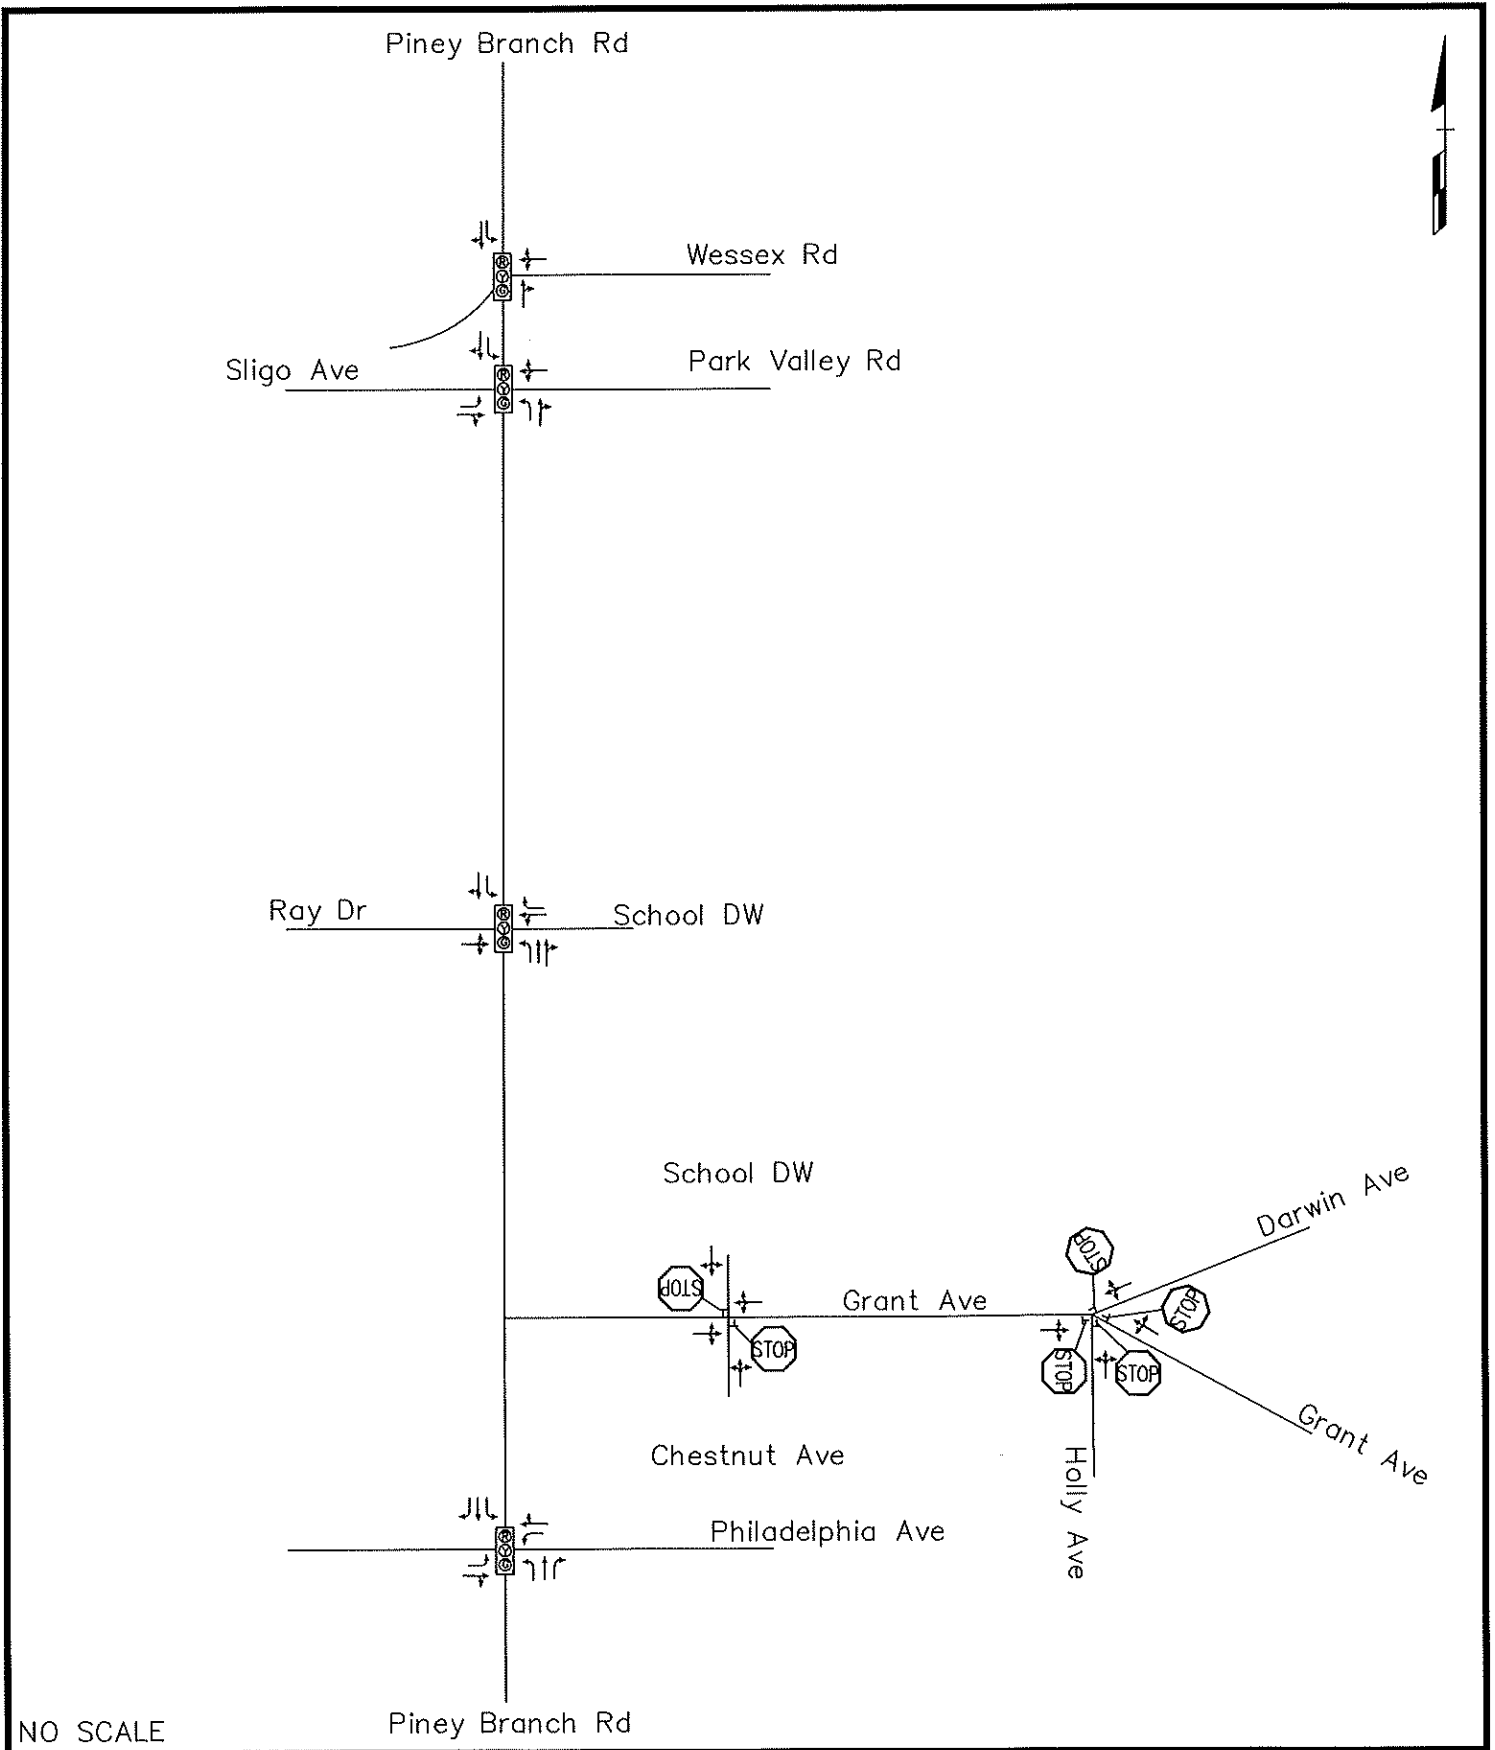 Piney Branch Rd
R
Y
G
Wessex Rd
Sligo Ave
R
Y
G
Park Valley Rd
Ray Dr
R
Y
G
School DW
School DW
Darwin Ave
STOP
STOP
Grant Ave
STOP
STOP
STOP
STOP
Grant Ave
Chestnut Ave
Holly Ave
R
Y
G
Philadelphia Ave
Piney Branch Rd
NO SCALE